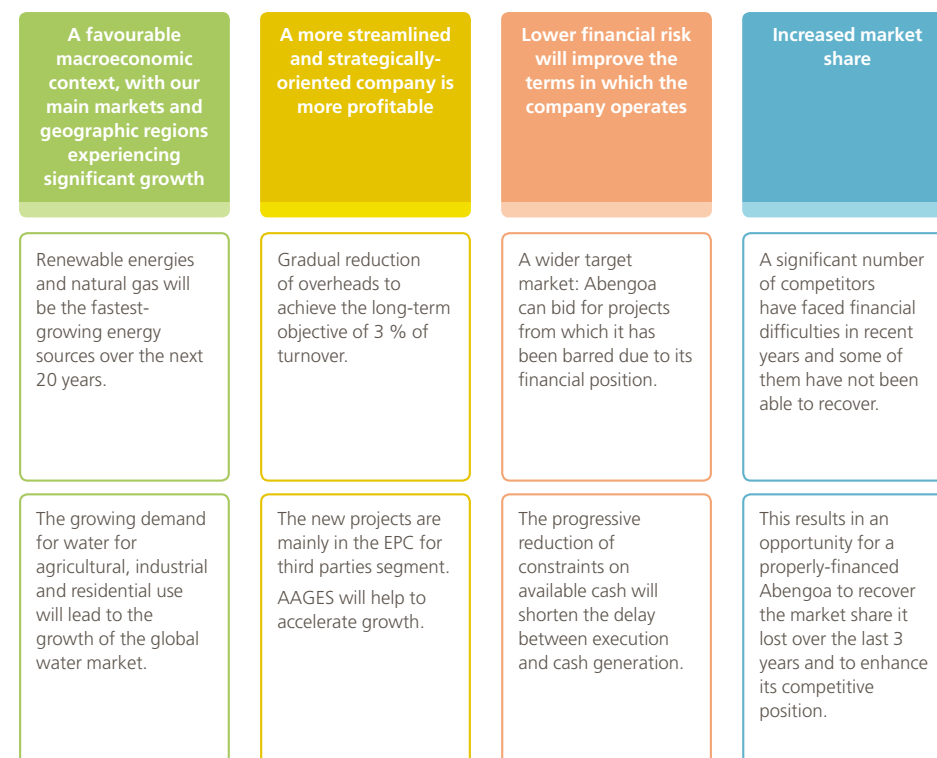 A favourable
macroeconomic
context, with our
main markets and
geographic regions
experiencing
significant growth
Renewable energies
and natural gas will
be the fastest-
growing energy
sources over the next
20 years.
The growing demand
for water for
agricultural, industrial
and residential use
will lead to the
growth of the global
water market.
A more streamlined
and strategically-
oriented company is
more profitable
Gradual reduction
of overheads to
achieve the long-term
objective of 3 % of
turnover.
The new projects are
mainly in the EPC for
third parties segment.
AAGES will help to
accelerate growth.
Lower financial risk
will improve the
terms in which the
company operates
A wider target
market: Abengoa
can bid for projects
from which it has
been barred due to its
financial position.
The progressive
reduction of
constraints on
available cash will
shorten the delay
between execution
and cash generation.
Increased market
share
A significant number
of competitors
have faced financial
difficulties in recent
years and some of
them have not been
able to recover.
This results in an
opportunity for a
properly-financed
Abengoa to recover
the market share it
lost over the last 3
years and to enhance
its competitive
position.